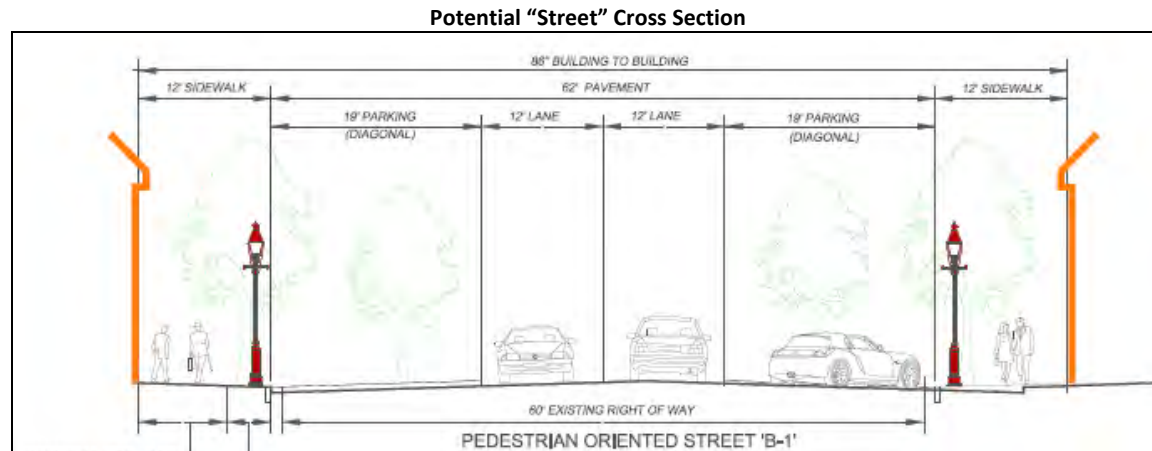 Potential “Street” Cross Section
86" BUILDING TO BUILDING
12' SIDEWALK 62' PAVEMENT 12' SIDEWALK
19' PARKING 12' LANE 12' LANE 19' PARKING
(DIAGONAL) (DIAGONAL)
60' EXISTING RIGHT OF WAY
PEDESTRIAN ORIENTED STREET 'B-1'